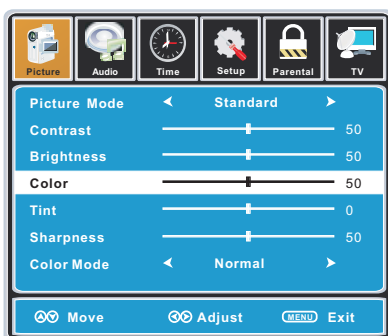 Picture Audio Time Setup Parental TV
Picture Mode Standard
Contrast 50
Brightness 50
Color 50
Tint 0
Sharpness 50
Color Mode Normal
Move Adjust MENU Exit